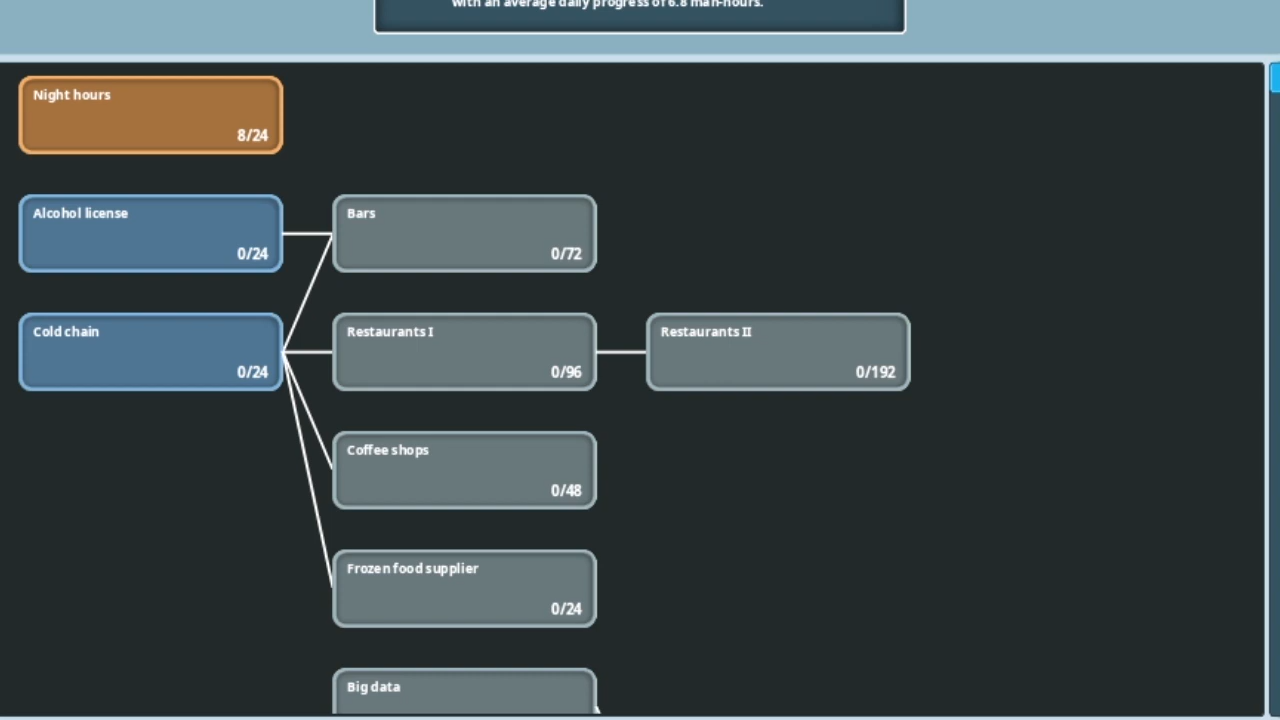 with an average daily progress of 6.8 man-hours.
Night hours
8/24
Alcohol license
0/24
Bars
0/72
Cold chain
0/24
Restaurants I
0/96
Restaurants II
0/192
Coffee shops
0/48
Frozen food supplier
0/24
Big data